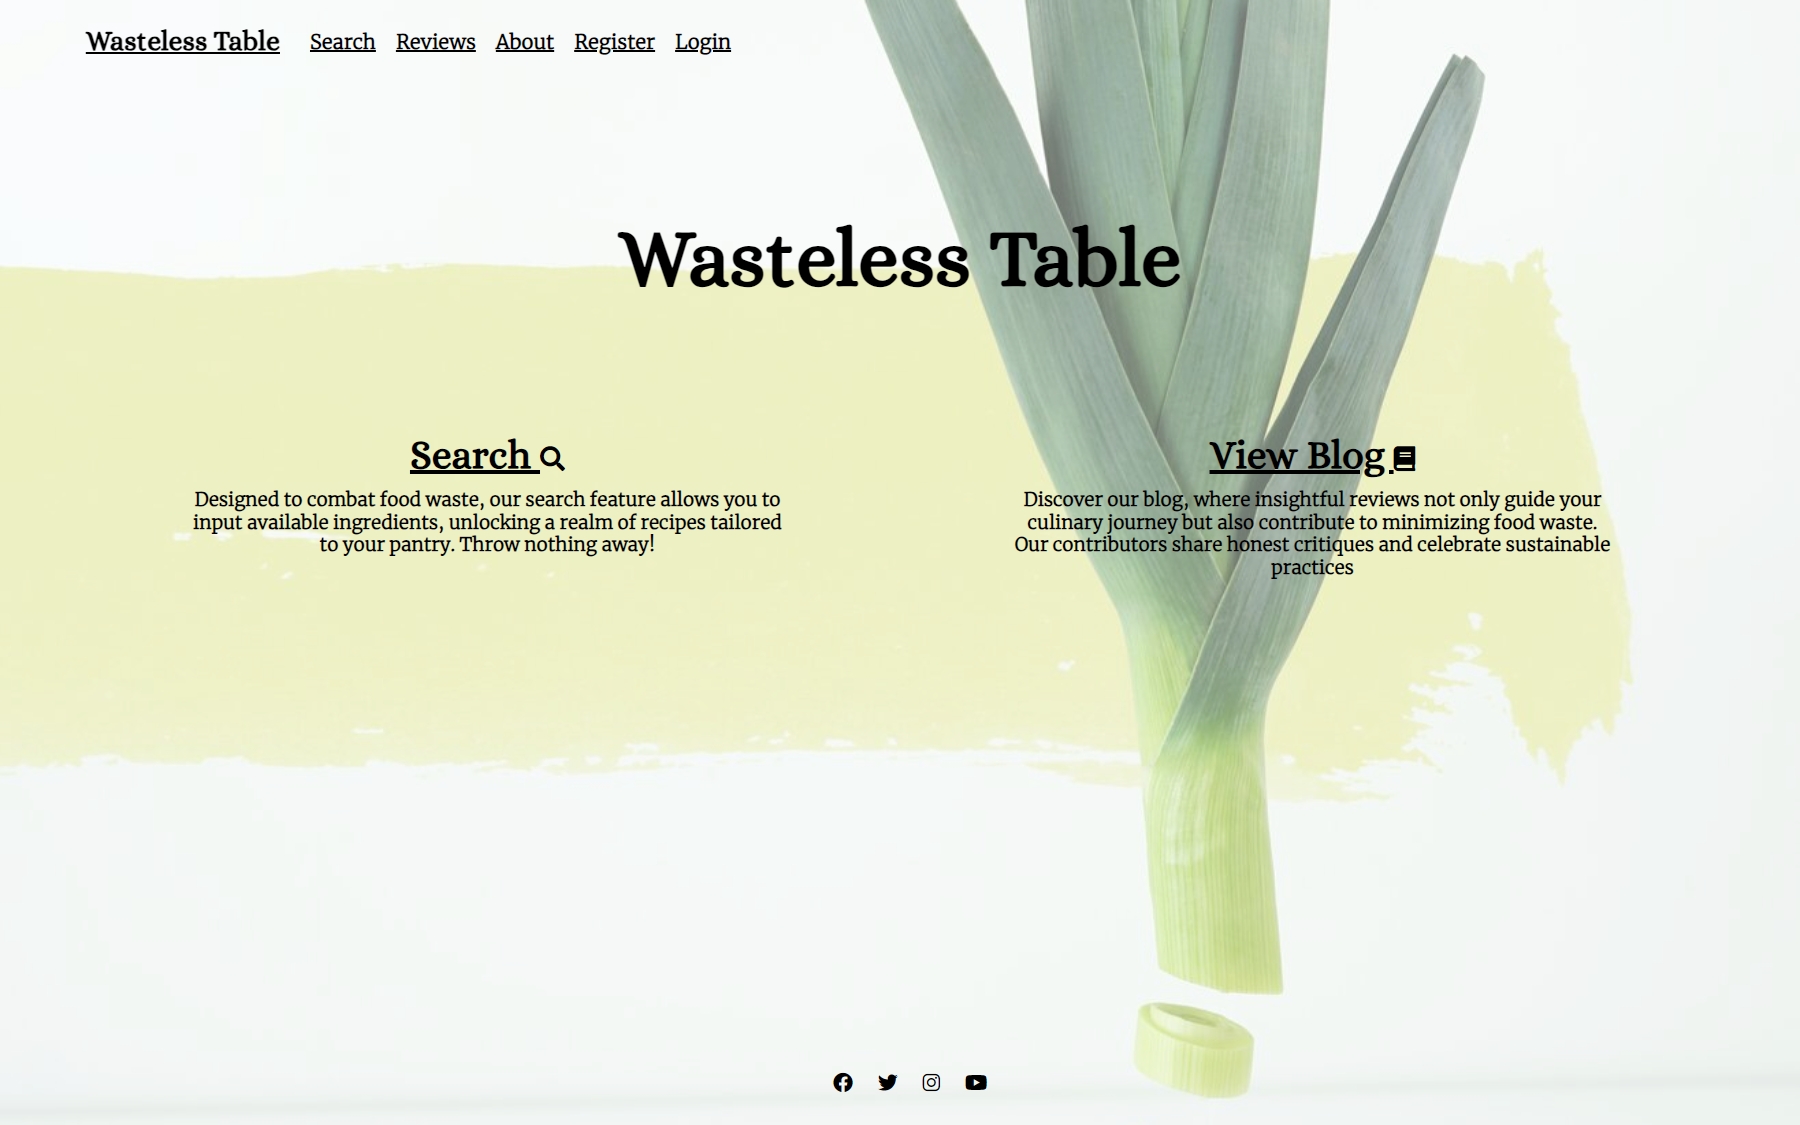 Wasteless Table Search Reviews About Register Login
Wasteless Table
Search
Designed to combat food waste, our search feature allows you to
input available ingredients, unlocking a realm of recipes tailored
to your pantry. Throw nothing away!
View Blog
Discover our blog, where insightful reviews not only guide your
culinary journey but also contribute to minimizing food waste.
Our contributors share honest critiques and celebrate sustainable
practices